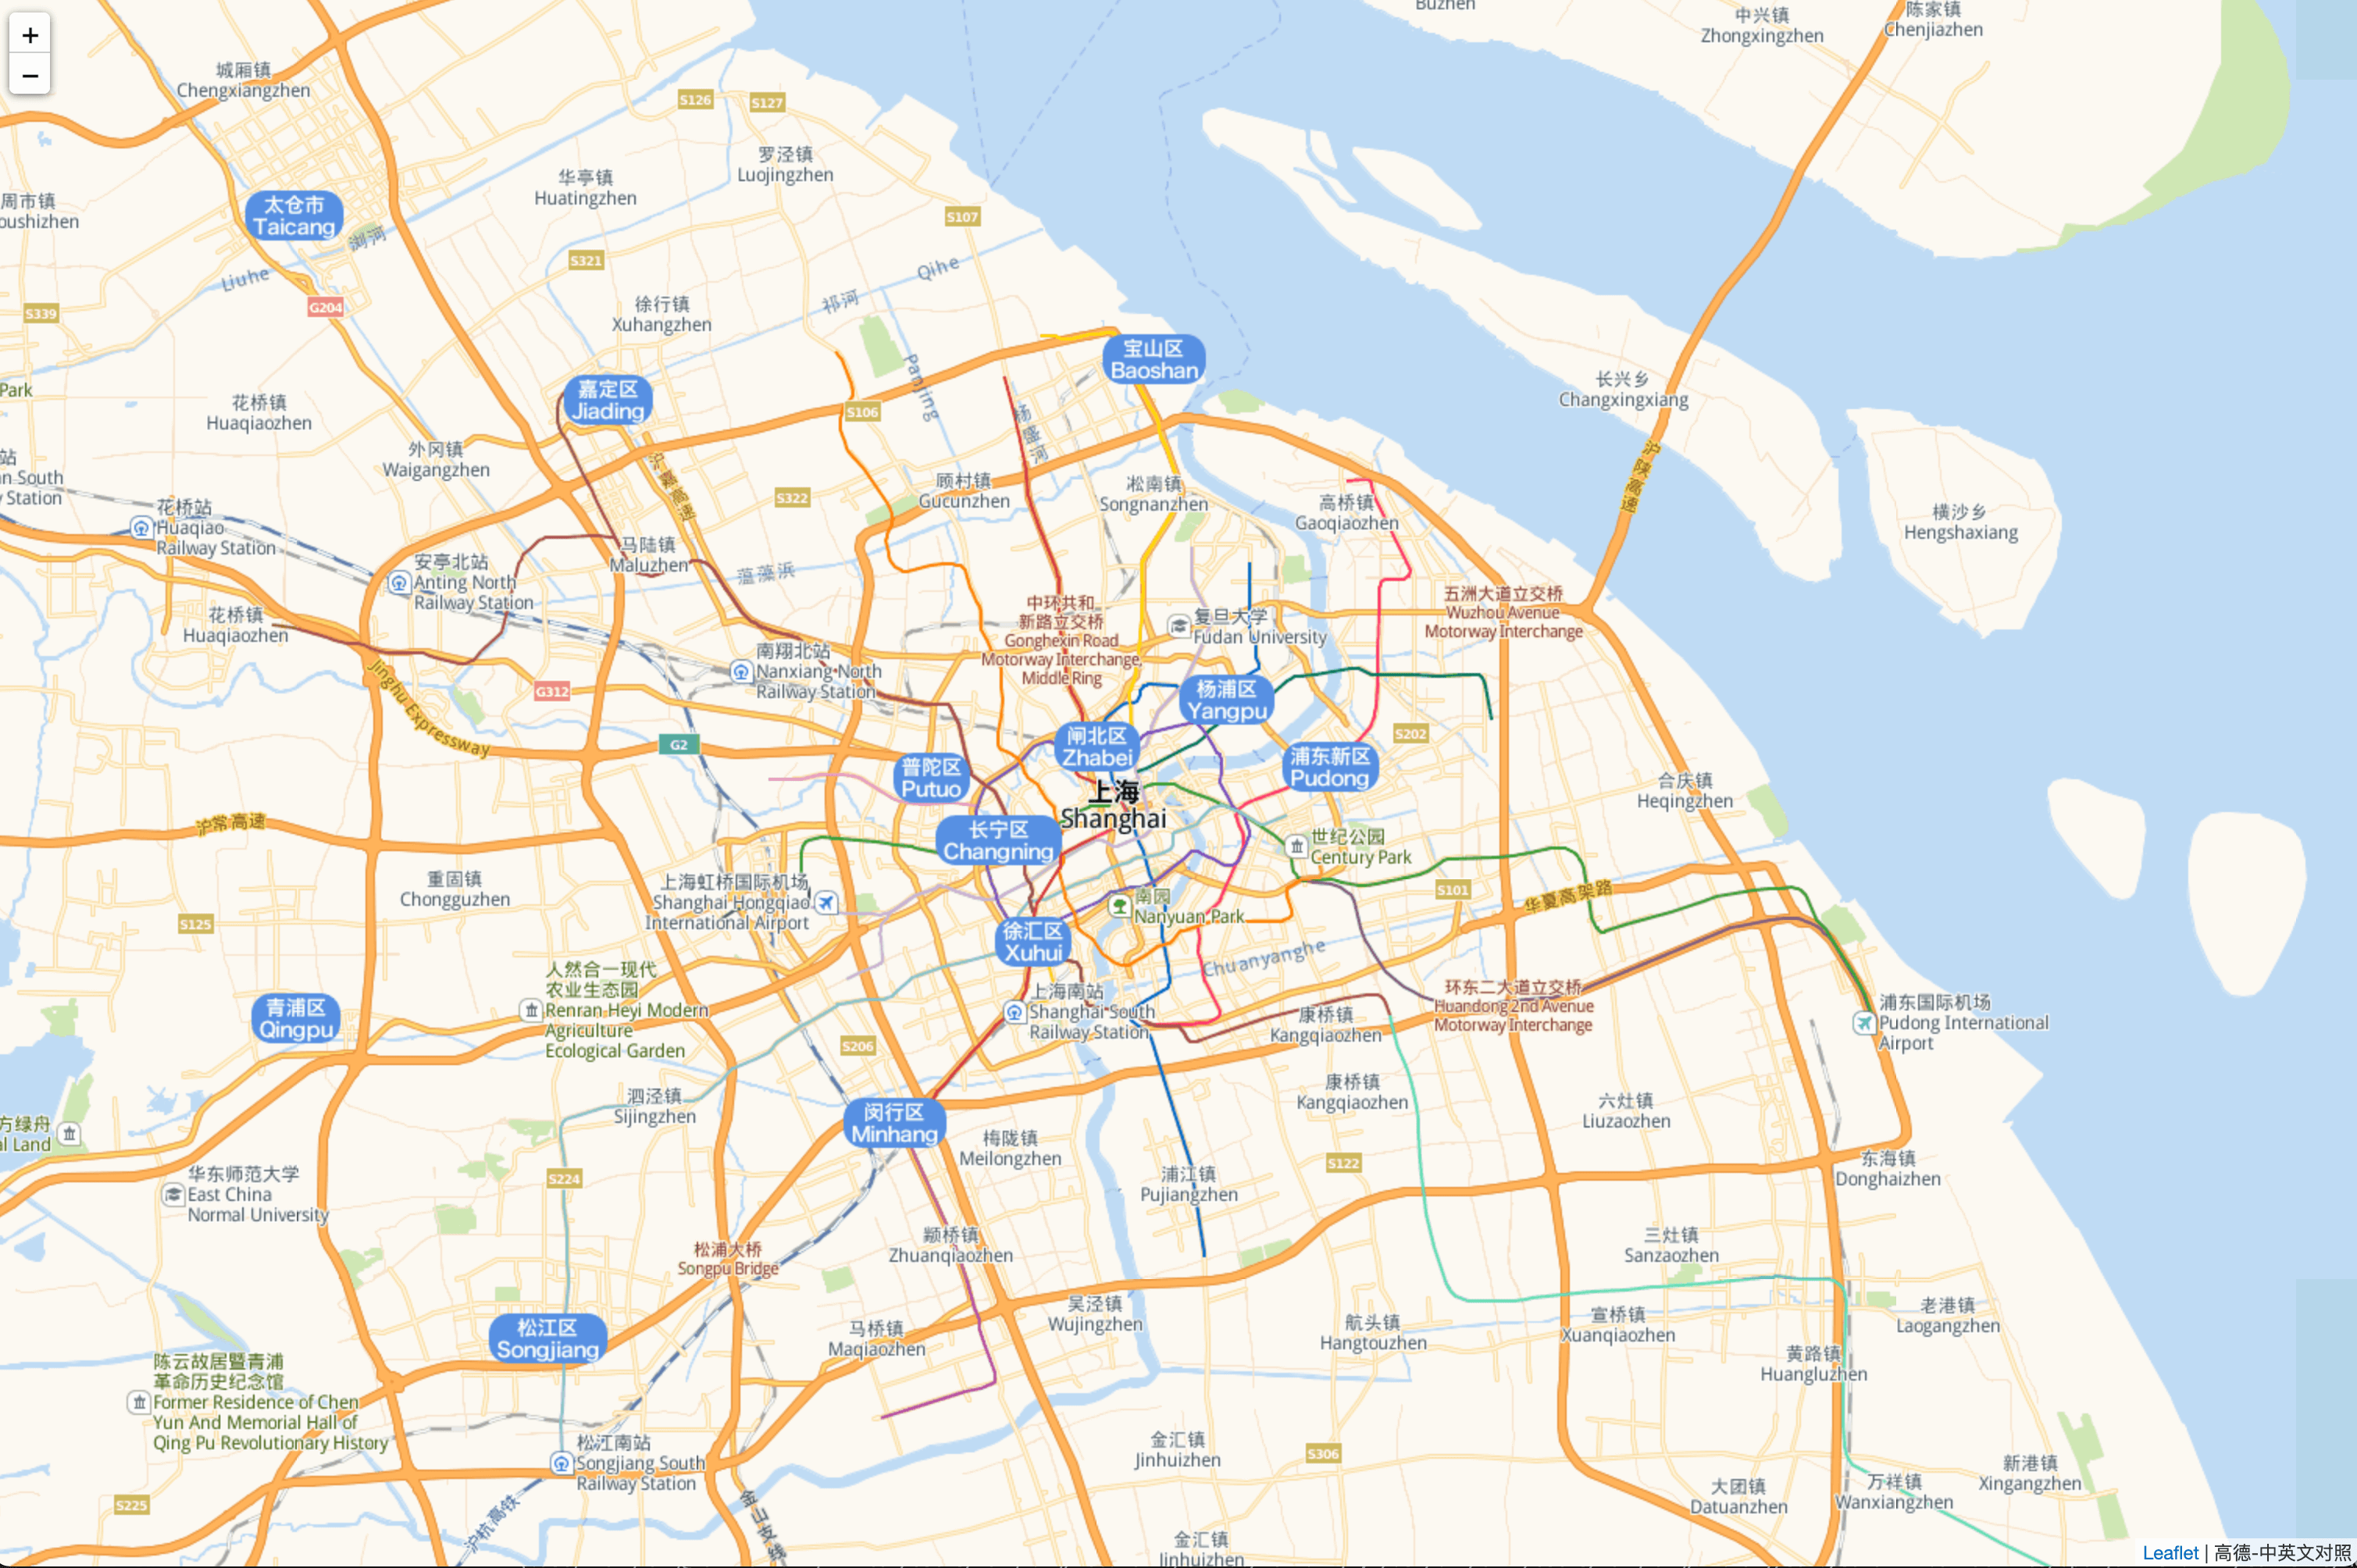 +
−
Buzhen
中兴镇
Zhongxingzhen
陈家镇
Chenjiazhen
城厢镇
Chengxiangzhen
S126
S127
罗泾镇
Luojingzhen
华亭镇
Huatingzhen
周市镇
oushizhen
太仓市
Taicang
浏河
Liuhe
S107
S321
Qihe
祁河
G204
S339
徐行镇
Xuhangzhen
宝山区
Baoshan
Panjing
Park
嘉定区
Jiading
花桥镇
Huaqiaozhen
S106
杨盛河
长兴乡
Changxingxiang
外冈镇
Waigangzhen
沪嘉高速
沪陕高速
站
n South
Station
顾村镇
Gucunzhen
淞南镇
Songnanzhen
S322
高桥镇
Gaoqiaozhen
横沙乡
Hengshaxiang
花桥站
Huaqiao
Railway Station
马陆镇
Maluzhen
蕰藻浜
安亭北站
Anting North
Railway Station
花桥镇
Huaqiaozhen
中环共和
新路立交桥
Gonghexin Road
Motorway Interchange
Middle Ring
复旦大学
Fudan University
五洲大道立交桥
Wuzhou Avenue
Motorway Interchange
南翔北站
Nanxiang North
Railway Station
Jinghu Expressway
G312
G2
杨浦区
Yangpu
闸北区
Zhabei
S202
浦东新区
Pudong
普陀区
Putuo
合庆镇
Heqingzhen
上海
Shanghai
沪常高速
长宁区
Changning
世纪公园
Century Park
重固镇
Chongguzhen
上海虹桥国际机场
Shanghai Hongqiao
International Airport
S101
华夏高架路
南园
Nanyuan Park
S125
徐汇区
Xuhui
Chuanyanghe
人然合一现代
农业生态园
Renran Heyi Modern
Agriculture
Ecological Garden
青浦区
Qingpu
上海南站
Shanghai South
Railway Station
环东二大道立交桥
Huandong 2nd Avenue
Motorway Interchange
浦东国际机场
Pudong International
Airport
康桥镇
Kangqiaozhen
S206
康桥镇
Kangqiaozhen
泗泾镇
Sijingzhen
六灶镇
Liuzaozhen
闵行区
Minhang
方绿舟
al Land
梅陇镇
Meilongzhen
华东师范大学
East China
Normal University
S224
浦江镇
Pujiangzhen
S122
东海镇
Donghaizhen
颛桥镇
Zhuanqiaozhen
松浦大桥
Songpu Bridge
三灶镇
Sanzaozhen
松江区
Songjiang
马桥镇
Maqiaozhen
吴泾镇
Wujingzhen
航头镇
Hangtouzhen
宣桥镇
Xuanqiaozhen
老港镇
Laogangzhen
陈云故居暨青浦
革命历史纪念馆
Former Residence of Chen
Yun And Memorial Hall of
Qing Pu Revolutionary History
黄路镇
Huangluzhen
松江南站
Songjiang South
Railway Station
金汇镇
Jinhuizhen
S306
新港镇
Xingangzhen
大团镇
Datuanzhen
万祥镇
Wanxiangzhen
S225
沪杭高铁
金山支线
金汇镇
Jinhuizhen
Leaflet | 高德-中英文对照